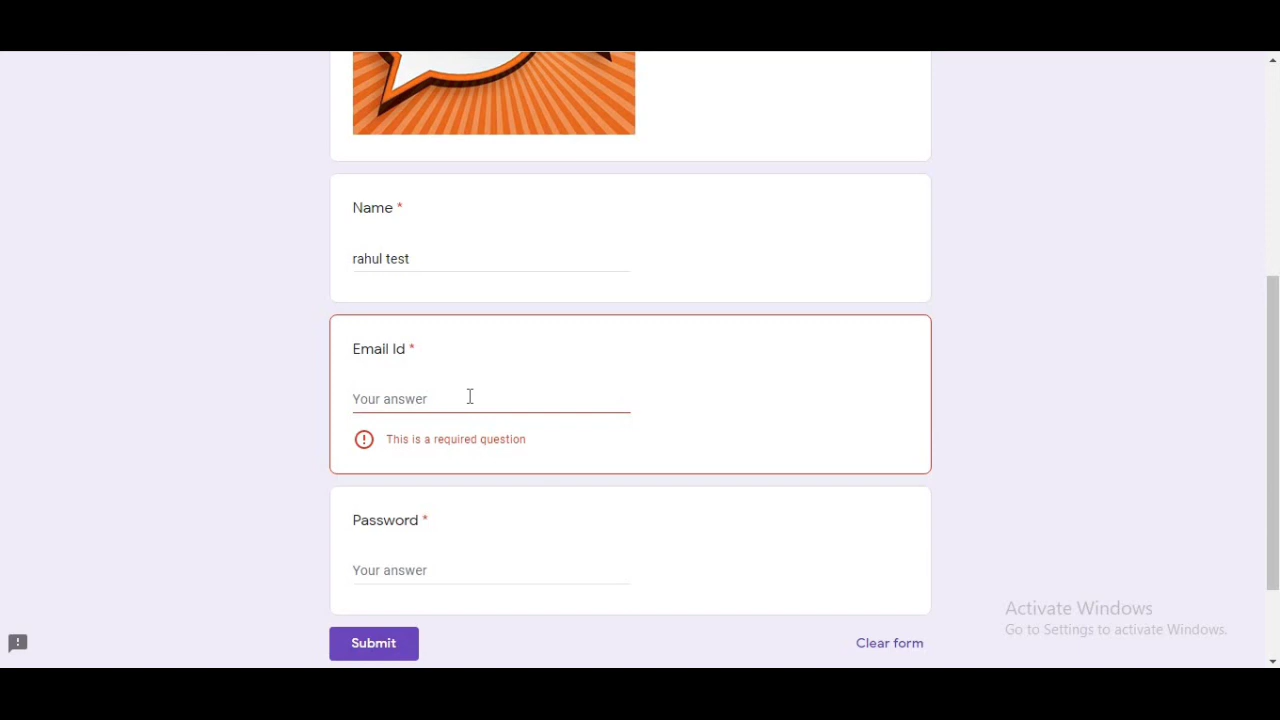 Name *
rahul test
Email Id *
Your answer
This is a required question
Password *
Your answer
Activate Windows
Go to Settings to activate Windows.
Submit
Clear form